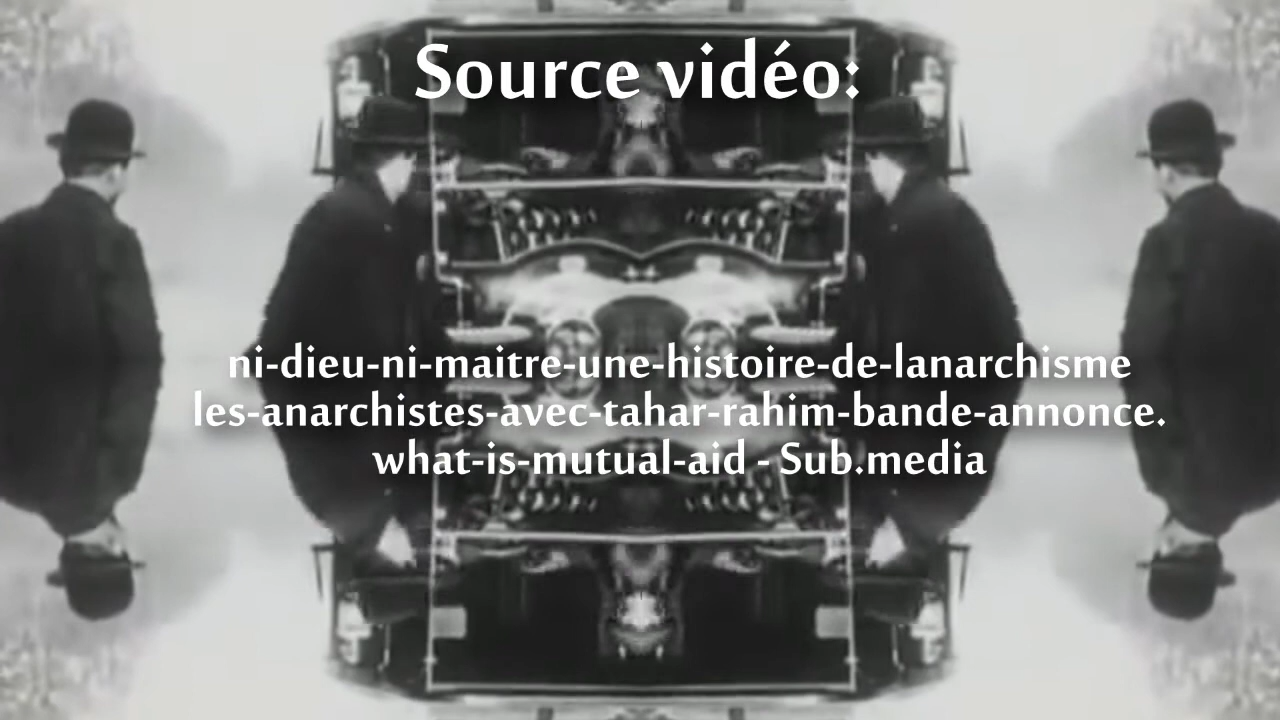 Source vidéo:
ni-dieu-ni-maitre-une-histoire-de-lanarchisme
les-anarchistes-avec-tahar-rahim-bande-annonce.
what-is-mutual-aid - Sub.media